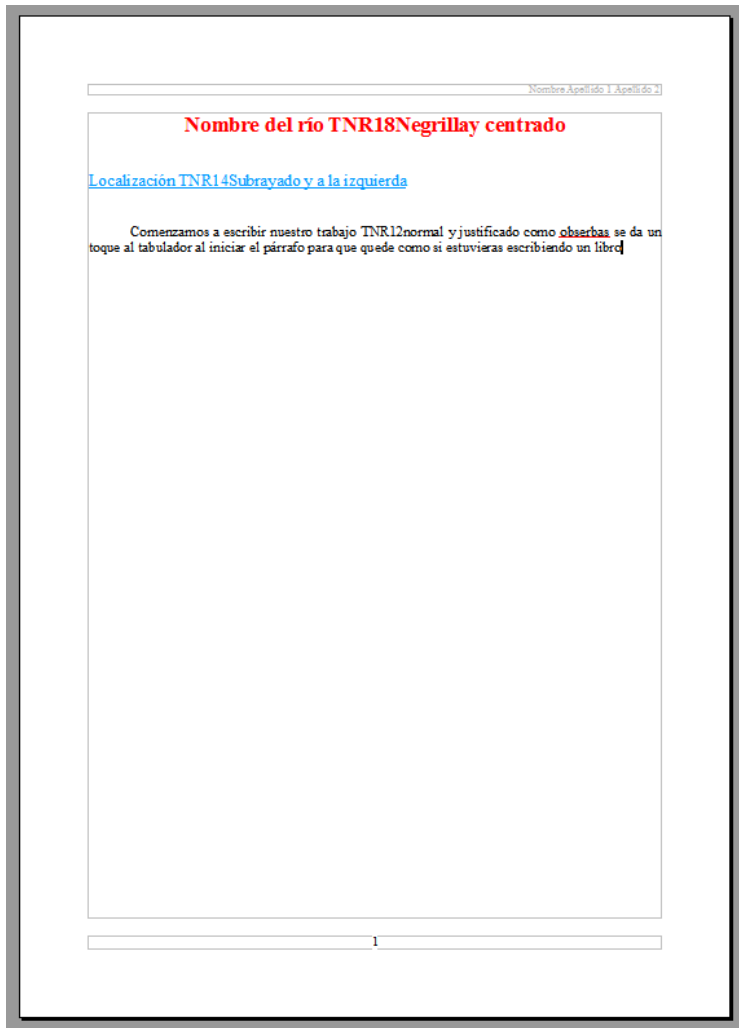 Nombre Apellido 1 Apellido 2
Nombre del río TNR18Negrillay centrado
Localización TNR14Subrayado y a la izquierda
Comenzamos a escribir nuestro trabajo TNR12normal y justificado como obserbas se da un
toque al tabulador al iniciar el párrafo para que quede como si estuvieras escribiendo un libro
1